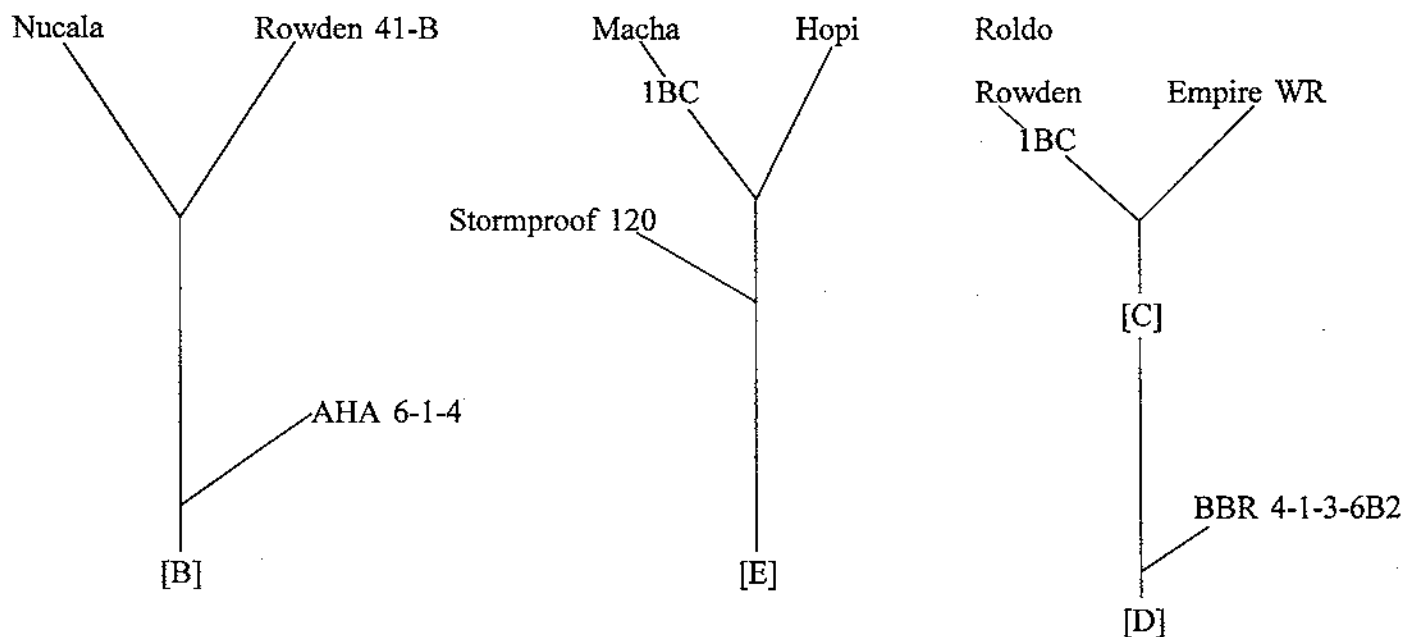 Nucala Rowden 41-B Macha Hopi Roldo
1BC Rowden Empire WR
1BC
Stormproof 120
[C]
AHA 6-1-4
BBR 4-1-3-6B2
[B] [E]
[D]